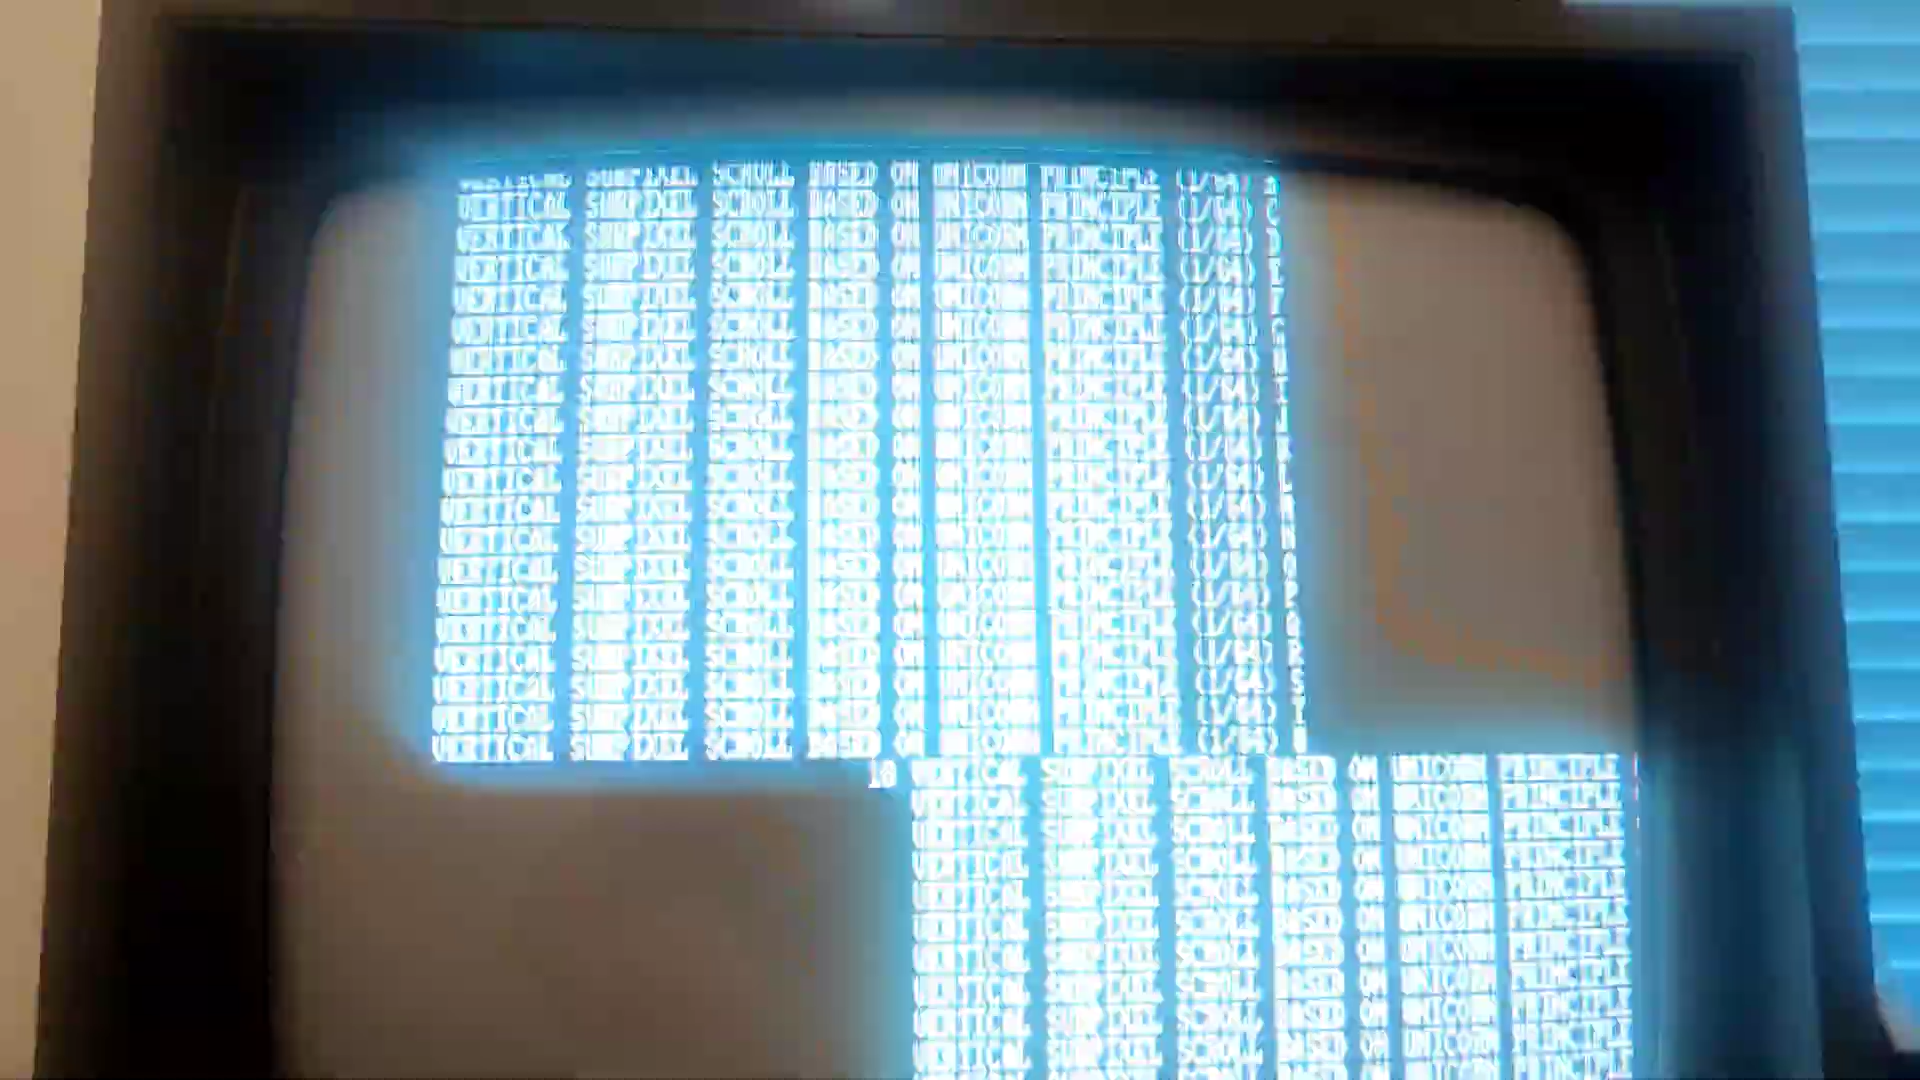 VERTICAL SUBPIXEL SCROLL BASED ON UNICORN PRINCIPLE (1/64) B
VERTICAL SUBPIXEL SCROLL BASED ON UNICORN PRINCIPLE (1/64) C
VERTICAL SUBPIXEL SCROLL BASED ON UNICORN PRINCIPLE (1/64) D
VERTICAL SUBPIXEL SCROLL BASED ON UNICORN PRINCIPLE (1/64) E
VERTICAL SUBPIXEL SCROLL BASED ON UNICORN PRINCIPLE (1/64) F
VERTICAL SUBPIXEL SCROLL BASED ON UNICORN PRINCIPLE (1/64) G
VERTICAL SUBPIXEL SCROLL BASED ON UNICORN PRINCIPLE (1/64) H
VERTICAL SUBPIXEL SCROLL BASED ON UNICORN PRINCIPLE (1/64) I
VERTICAL SUBPIXEL SCROLL BASED ON UNICORN PRINCIPLE (1/64) J
VERTICAL SUBPIXEL SCROLL BASED ON UNICORN PRINCIPLE (1/64) K
VERTICAL SUBPIXEL SCROLL BASED ON UNICORN PRINCIPLE (1/64) L
VERTICAL SUBPIXEL SCROLL BASED ON UNICORN PRINCIPLE (1/64) M
VERTICAL SUBPIXEL SCROLL BASED ON UNICORN PRINCIPLE (1/64) N
VERTICAL SUBPIXEL SCROLL BASED ON UNICORN PRINCIPLE (1/64) O
VERTICAL SUBPIXEL SCROLL BASED ON UNICORN PRINCIPLE (1/64) P
VERTICAL SUBPIXEL SCROLL BASED ON UNICORN PRINCIPLE (1/64) Q
VERTICAL SUBPIXEL SCROLL BASED ON UNICORN PRINCIPLE (1/64) R
VERTICAL SUBPIXEL SCROLL BASED ON UNICORN PRINCIPLE (1/64) S
VERTICAL SUBPIXEL SCROLL BASED ON UNICORN PRINCIPLE (1/64) T
VERTICAL SUBPIXEL SCROLL BASED ON UNICORN PRINCIPLE (1/64) U
10 VERTICAL SUBPIXEL SCROLL BASED ON UNICORN PRINCIPLE
VERTICAL SUBPIXEL SCROLL BASED ON UNICORN PRINCIPLE
VERTICAL SUBPIXEL SCROLL BASED ON UNICORN PRINCIPLE
VERTICAL SUBPIXEL SCROLL BASED ON UNICORN PRINCIPLE
VERTICAL SUBPIXEL SCROLL BASED ON UNICORN PRINCIPLE
VERTICAL SUBPIXEL SCROLL BASED ON UNICORN PRINCIPLE
VERTICAL SUBPIXEL SCROLL BASED ON UNICORN PRINCIPLE
VERTICAL SUBPIXEL SCROLL BASED ON UNICORN PRINCIPLE
VERTICAL SUBPIXEL SCROLL BASED ON UNICORN PRINCIPLE
VERTICAL SUBPIXEL SCROLL BASED ON UNICORN PRINCIPLE